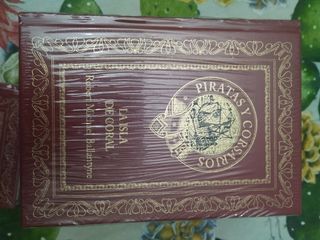 PIRATAS Y CORSARIOS
LA ISLA
DE CORAL
Robert Michael Ballantyne